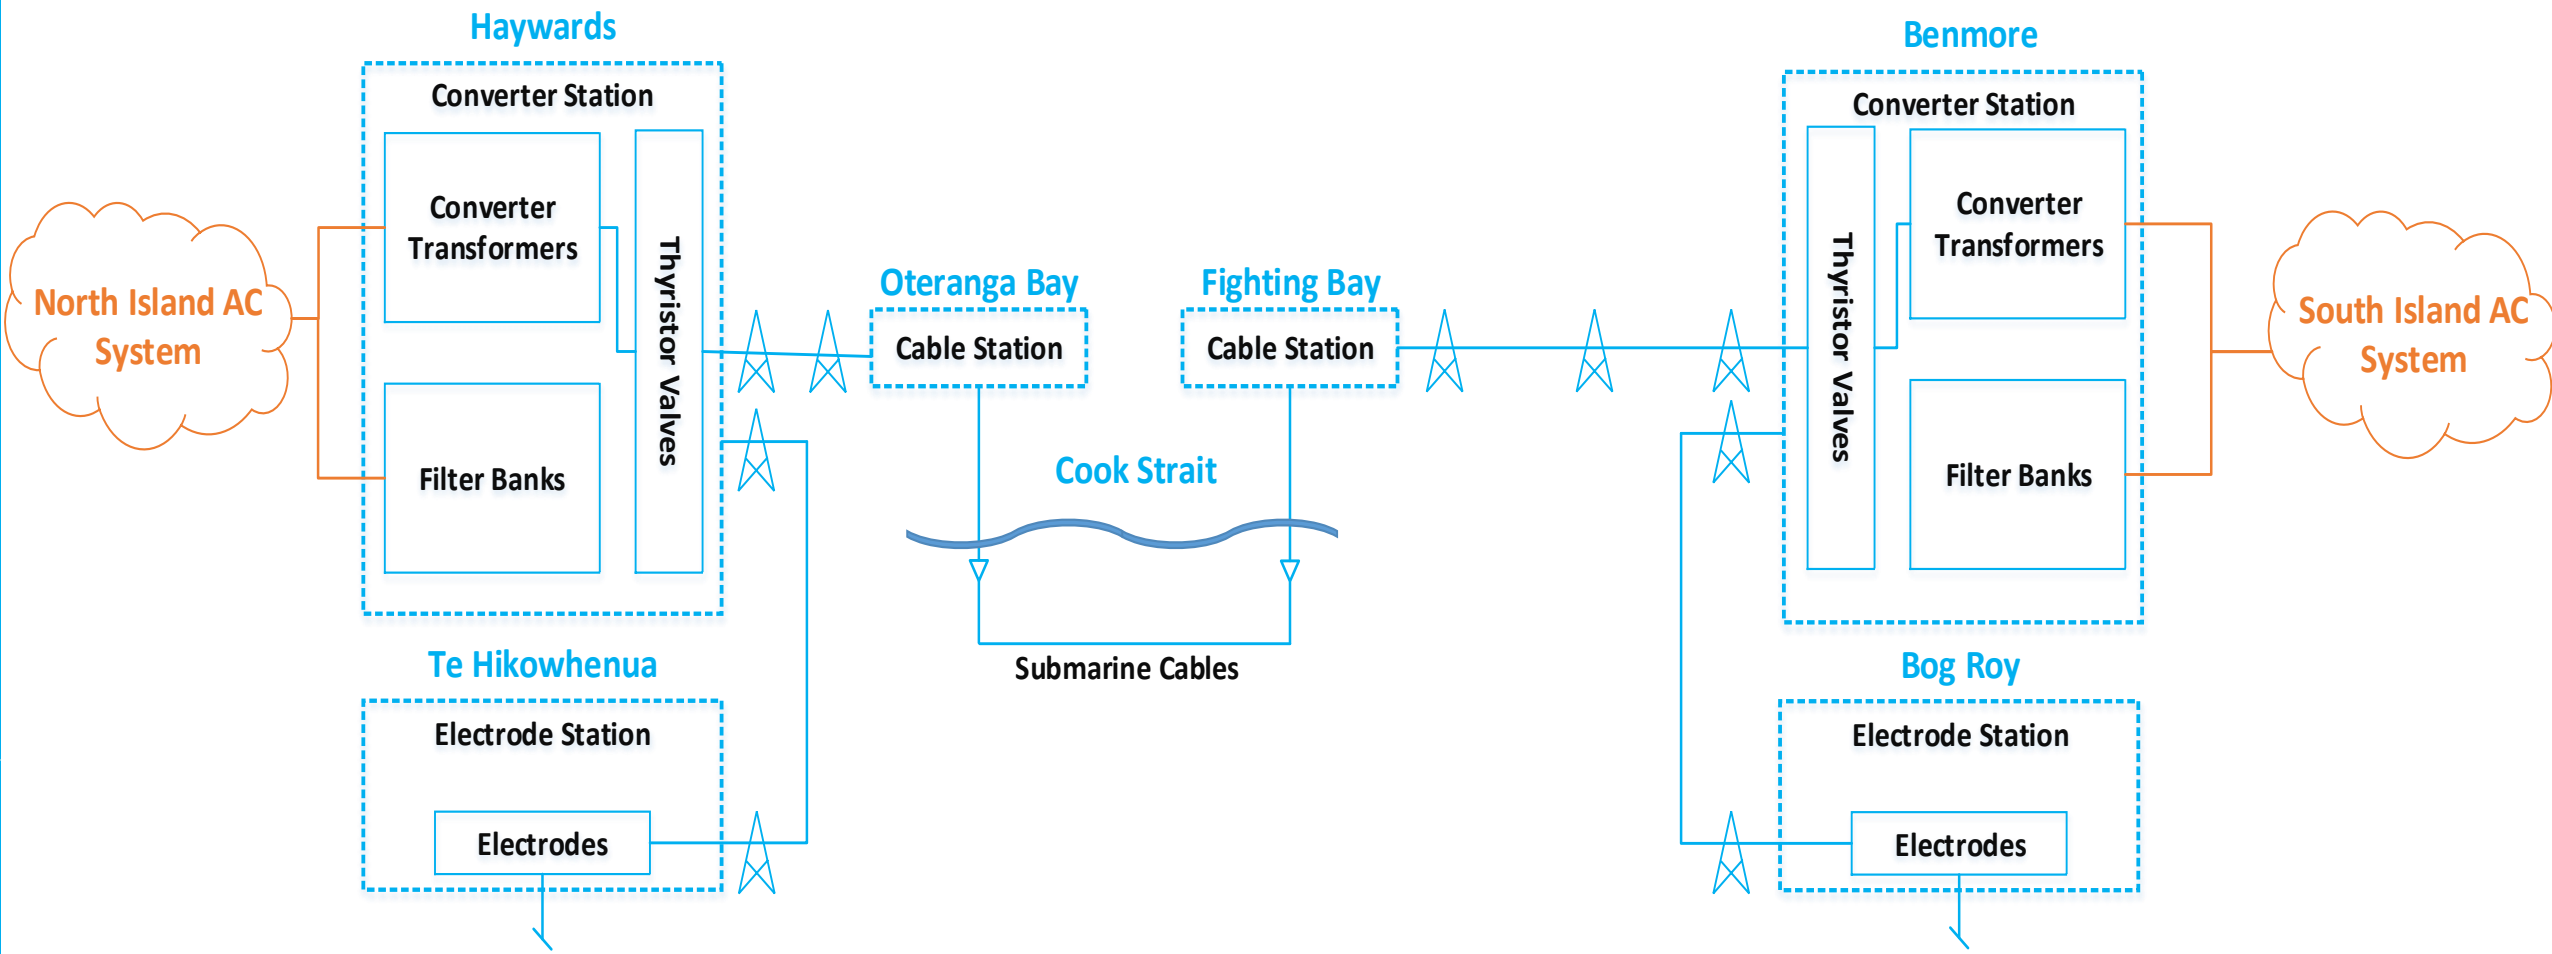 Haywards
Converter Station
Converter
Transformers
Thyristor Valves
Filter Banks
North Island AC
System
Te Hikowhenua
Electrode Station
Electrodes
Oteranga Bay
Cable Station
Fighting Bay
Cable Station
Cook Strait
Submarine Cables
Benmore
Converter Station
Thyristor Valves
Converter
Transformers
Filter Banks
South Island AC
System
Bog Roy
Electrode Station
Electrodes